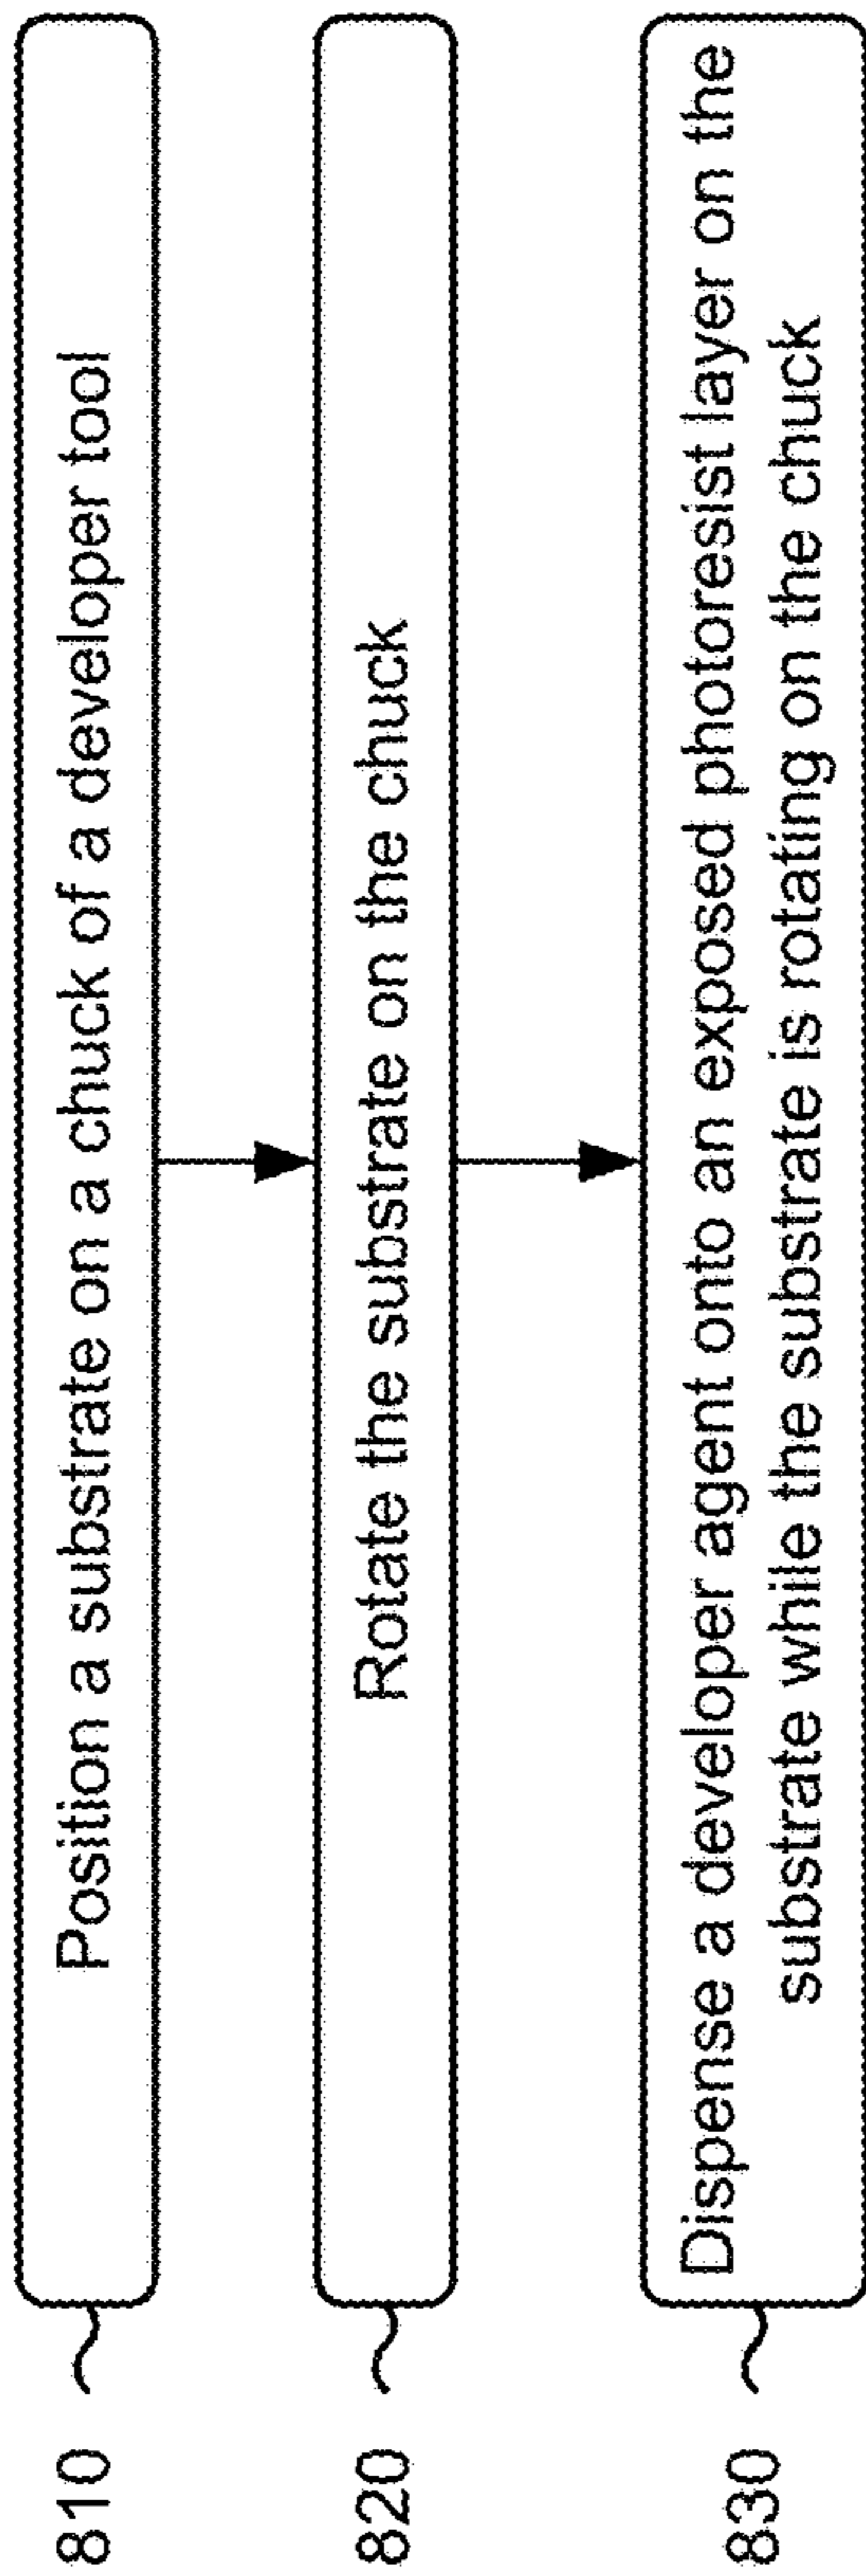 810
Position a substrate on a chuck of a developer tool
820
Rotate the substrate on the chuck
830
Dispense a developer agent onto an exposed photoresist layer on the
substrate while the substrate is rotating on the chuck